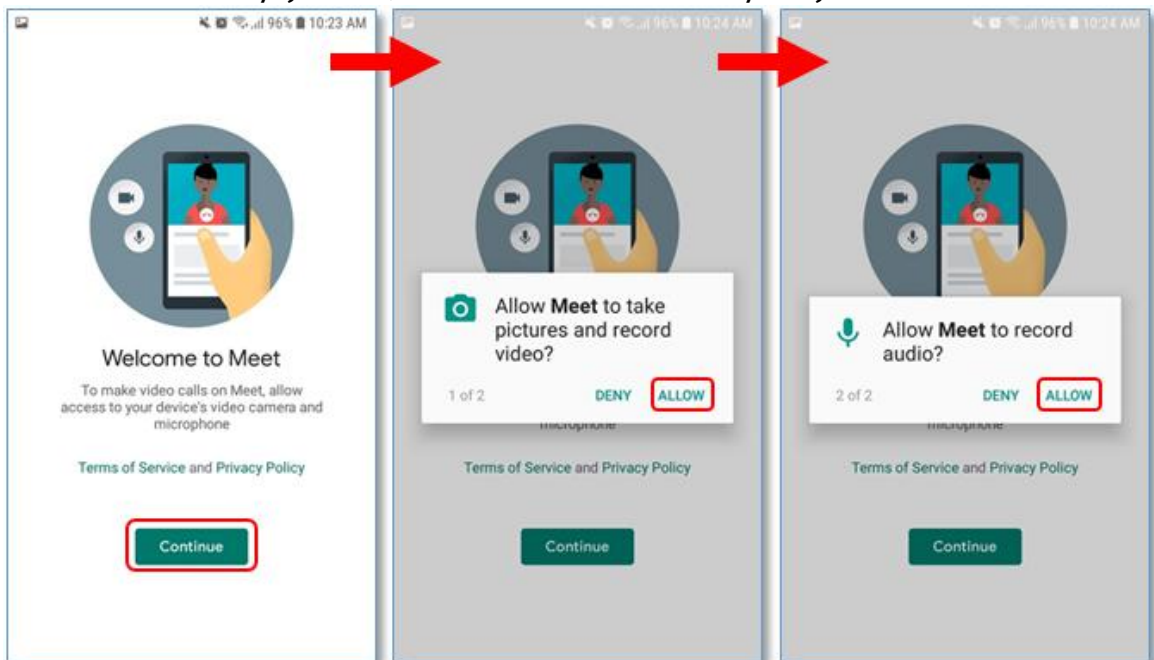 10:23 AM
96%
Welcome to Meet
To make video calls on Meet, allow
access to your device's video camera and
microphone
Terms of Service and Privacy Policy
Continue
96% 10:24 AM
Allow Meet to take
pictures and record
video?
1 of 2 DENY ALLOW
microphone
Terms of Service and Privacy Policy
Continue
96% 10:24 AM
Allow Meet to record
audio?
2 of 2 DENY ALLOW
microphone
Terms of Service and Privacy Policy
Continue